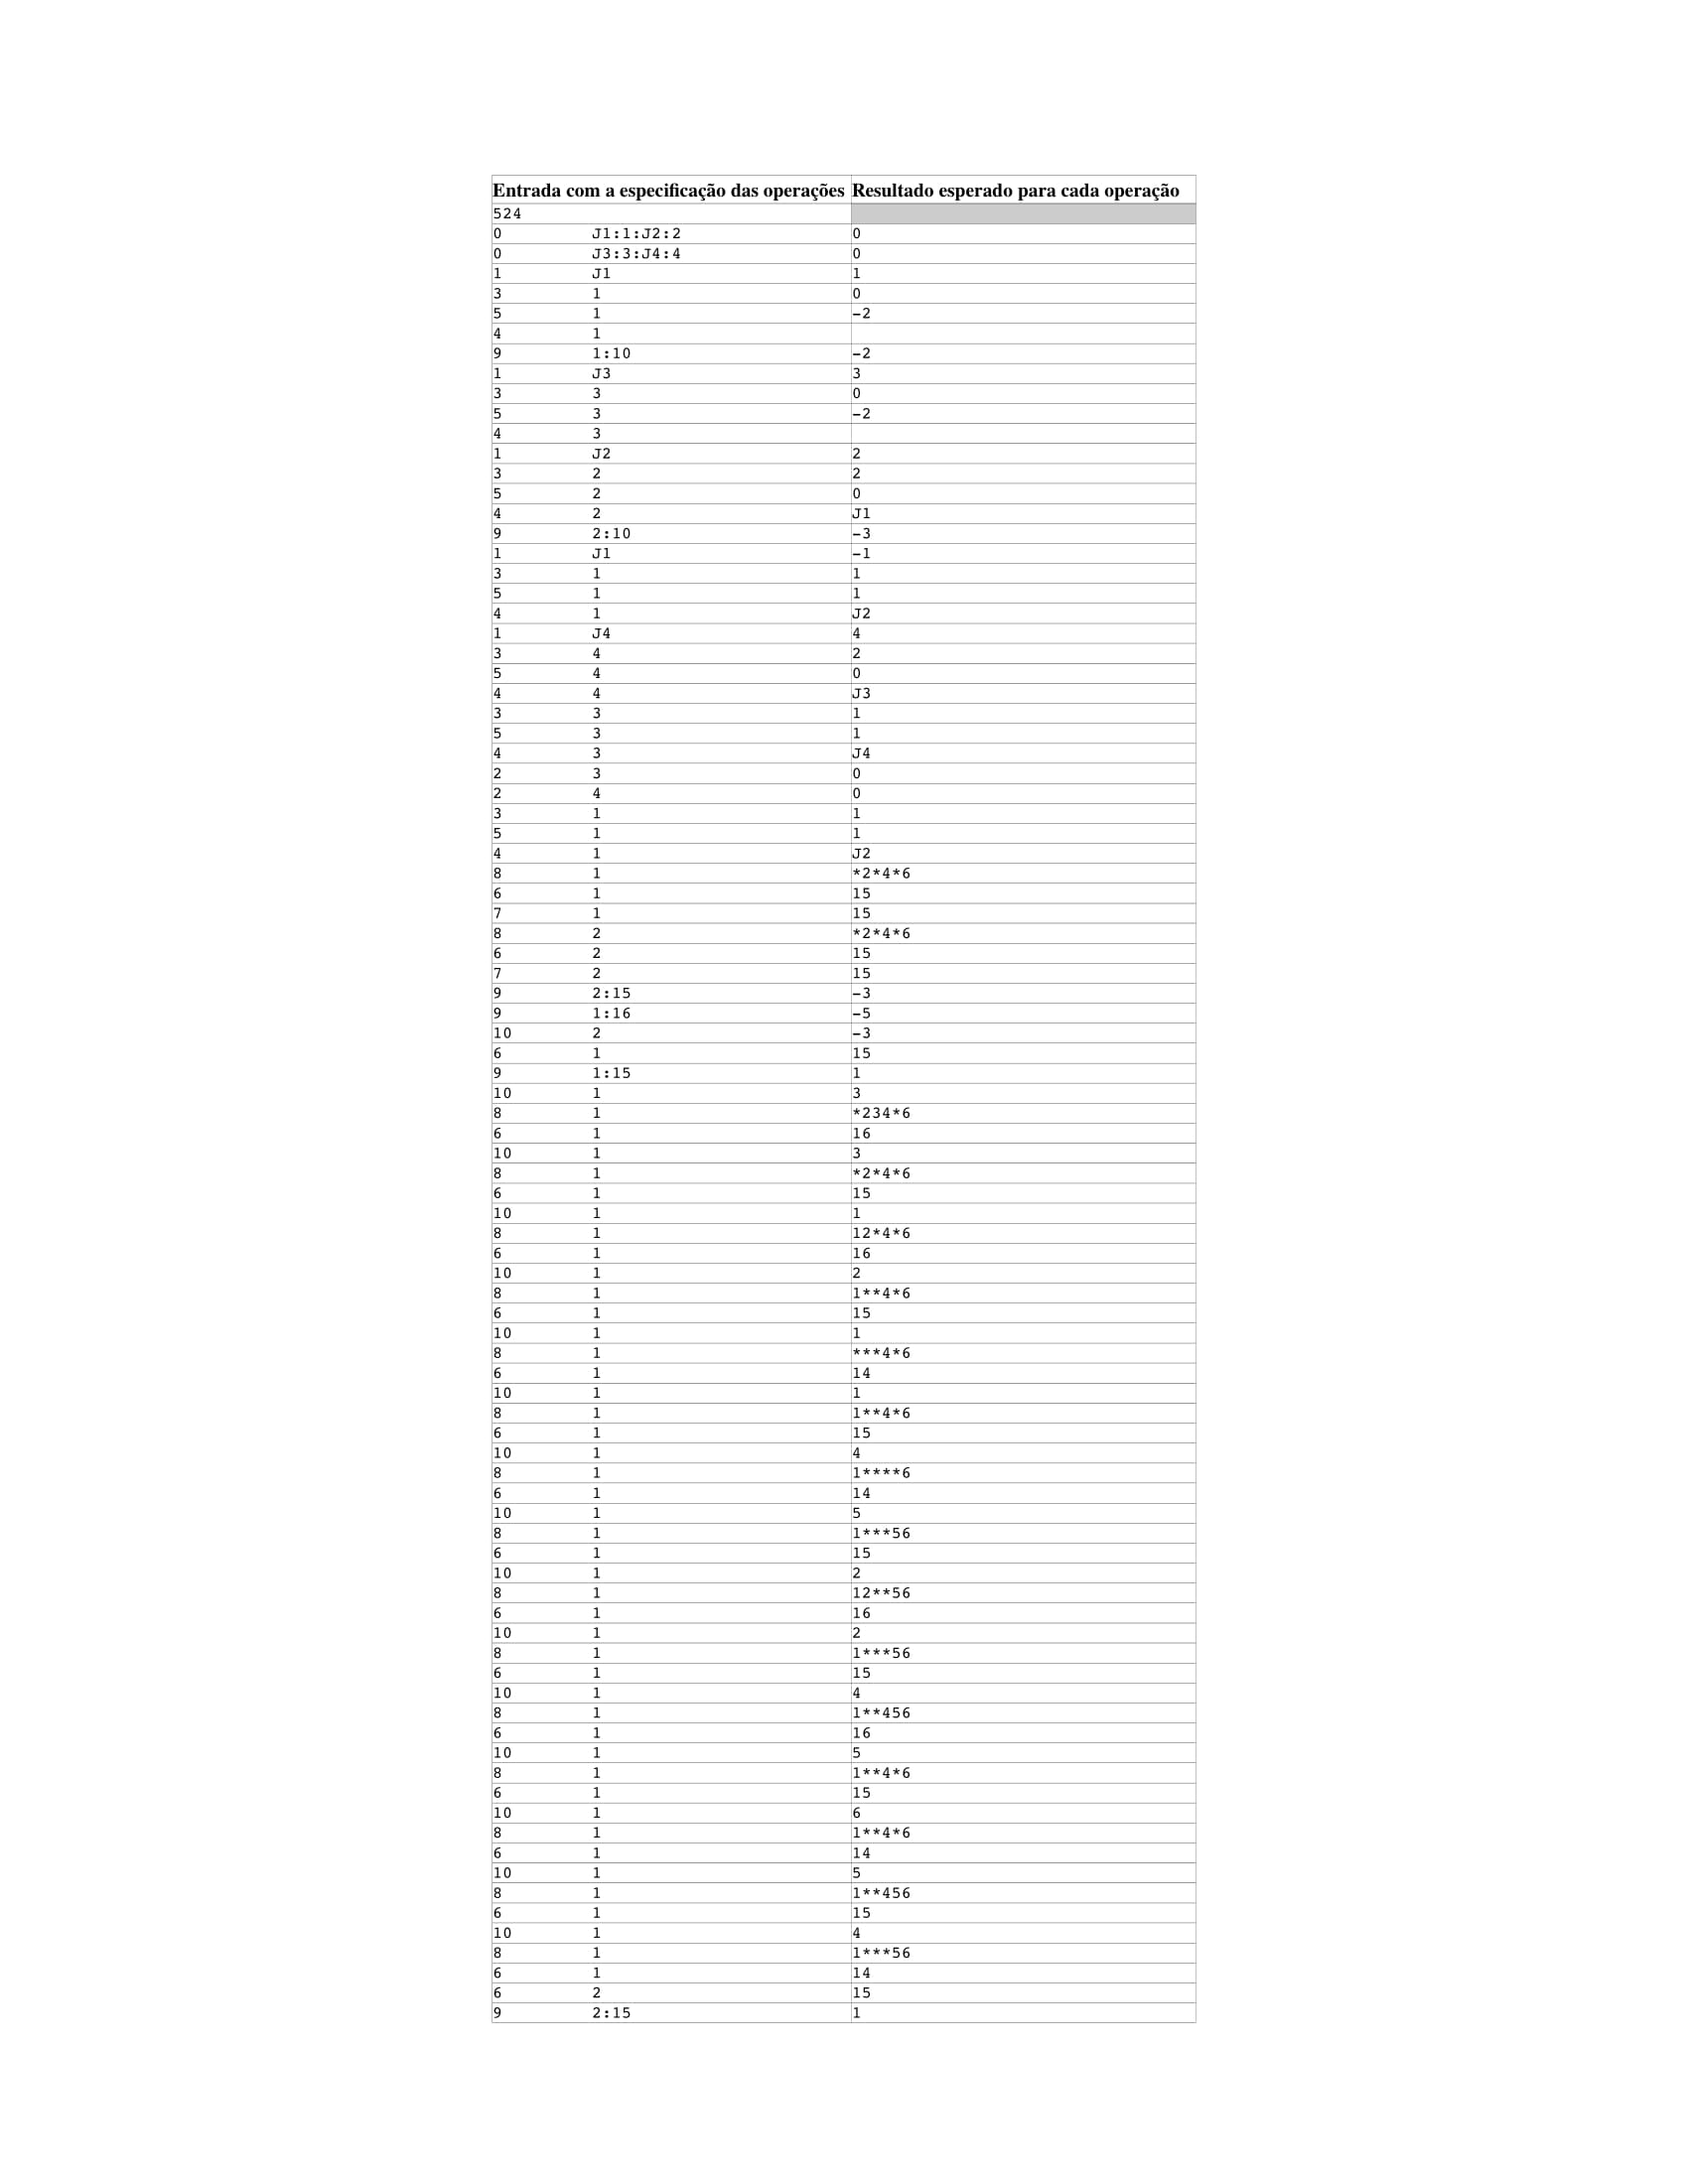 Entrada com a especificação das operações Resultado esperado para cada operação
524
0 J1:1:J2:2 0
0 J3:3:J4:4 0
1 J1 1
3 1 0
5 1 -2
4 1
9 1:10 -2
1 J3 3
3 3 0
5 3 -2
4 3
1 J2 2
3 2 2
5 2 0
4 2 J1
9 2:10 -3
1 J1 -1
3 1 1
5 1 1
4 1 J2
1 J4 4
3 4 2
5 4 0
4 4 J3
3 3 1
5 3 1
4 3 J4
2 3 0
2 4 0
3 1 1
5 1 1
4 1 J2
8 1 *2*4*6
6 1 15
7 1 15
8 2 *2*4*6
6 2 15
7 2 15
9 2:15 -3
9 1:16 -5
10 2 -3
6 1 15
9 1:15 1
10 1 3
8 1 *234*6
6 1 16
10 1 3
8 1 *2*4*6
6 1 15
10 1 1
8 1 12*4*6
6 1 16
10 1 2
8 1 1**4*6
6 1 15
10 1 1
8 1 ***4*6
6 1 14
10 1 1
8 1 1**4*6
6 1 15
10 1 4
8 1 1****6
6 1 14
10 1 5
8 1 1***56
6 1 15
10 1 2
8 1 12**56
6 1 16
10 1 2
8 1 1***56
6 1 15
10 1 4
8 1 1**456
6 1 16
10 1 5
8 1 1**4*6
6 1 15
10 1 6
8 1 1**4*6
6 1 14
10 1 5
8 1 1**456
6 1 15
10 1 4
8 1 1***56
6 1 14
6 2 15
9 2:15 1